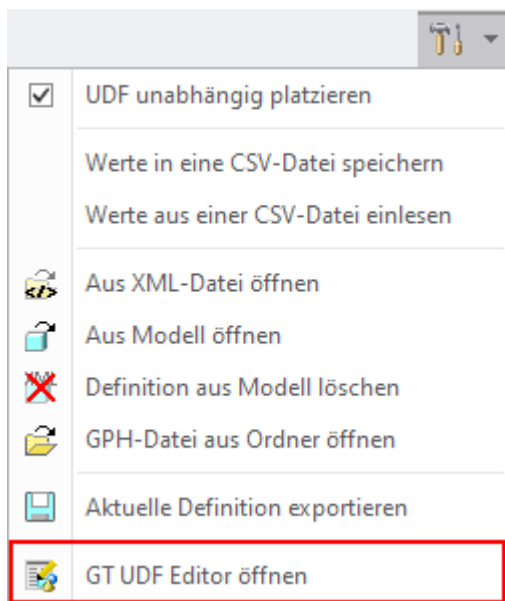 UDF unabhängig platzieren
Werte in eine CSV-Datei speichern
Werte aus einer CSV-Datei einlesen
Aus XML-Datei öffnen
Aus Modell öffnen
Definition aus Modell löschen
GPH-Datei aus Ordner öffnen
Aktuelle Definition exportieren
GT UDF Editor öffnen